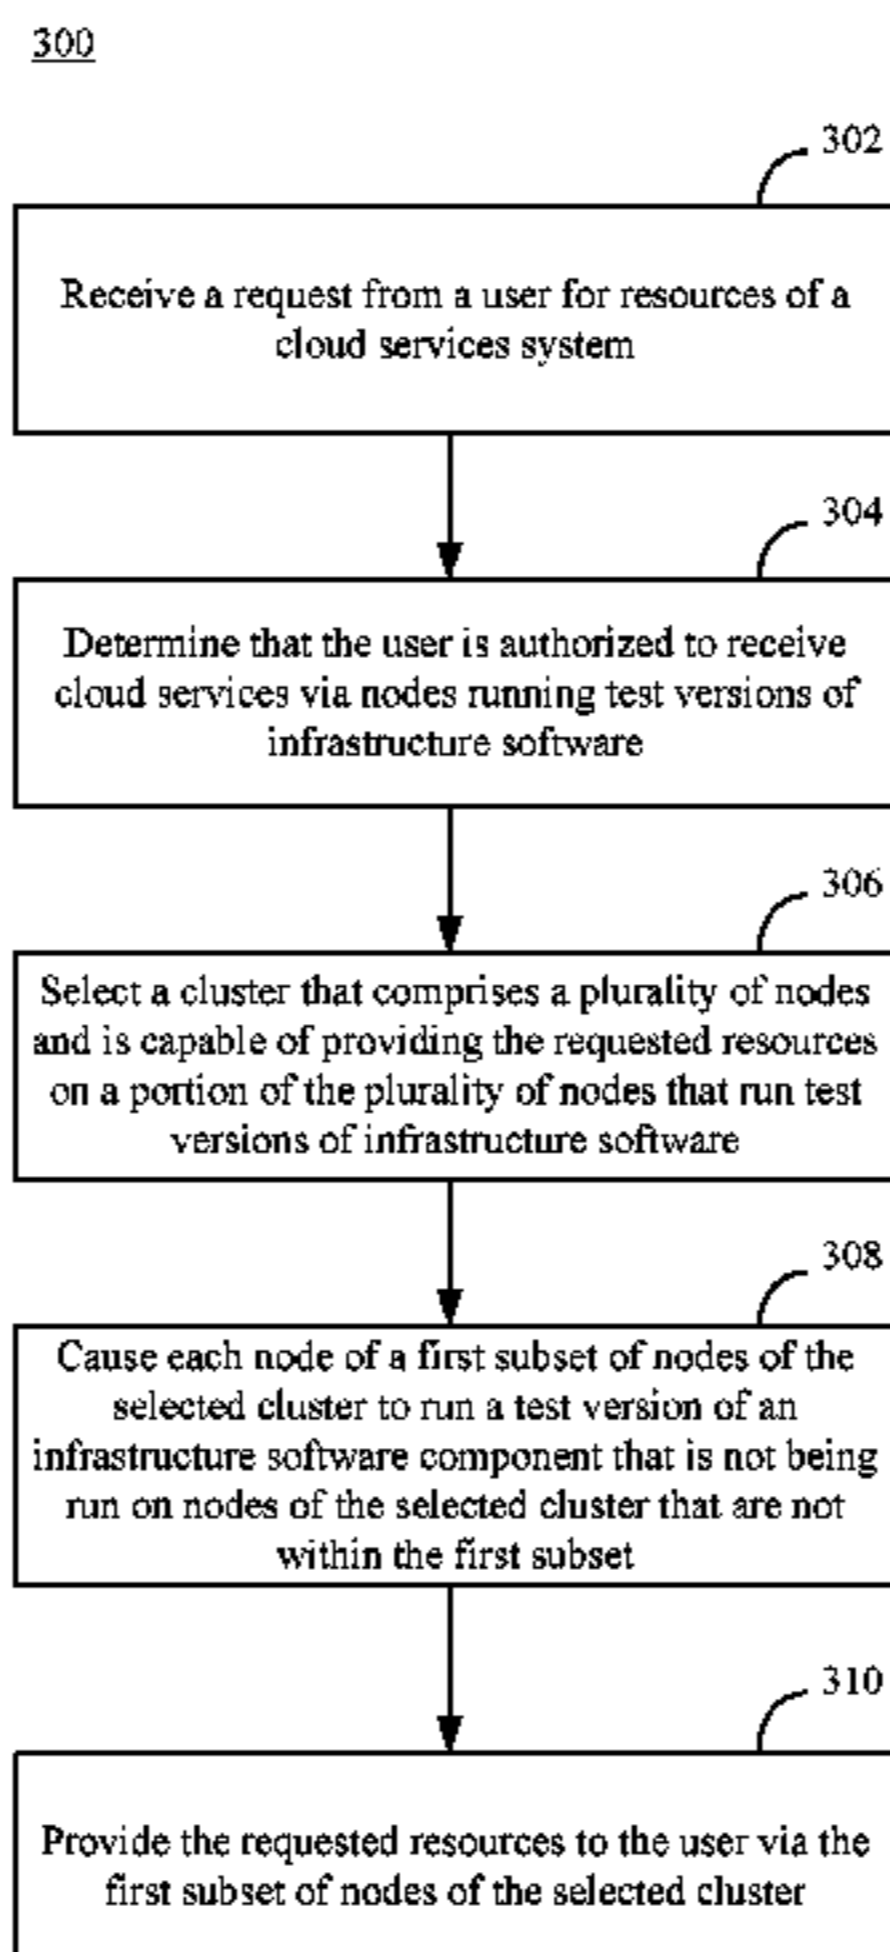 300
302
Receive a request from a user for resources of a
cloud services system
304
Determine that the user is authorized to receive
cloud services via nodes running test versions of
infrastructure software
306
Select a cluster that comprises a plurality of nodes
and is capable of providing the requested resources
on a portion of the plurality of nodes that run test
versions of infrastructure software
308
Cause each node of a first subset of nodes of the
selected cluster to run a test version of an
infrastructure software component that is not being
run on nodes of the selected cluster that are not
within the first subset
310
Provide the requested resources to the user via the
first subset of nodes of the selected cluster